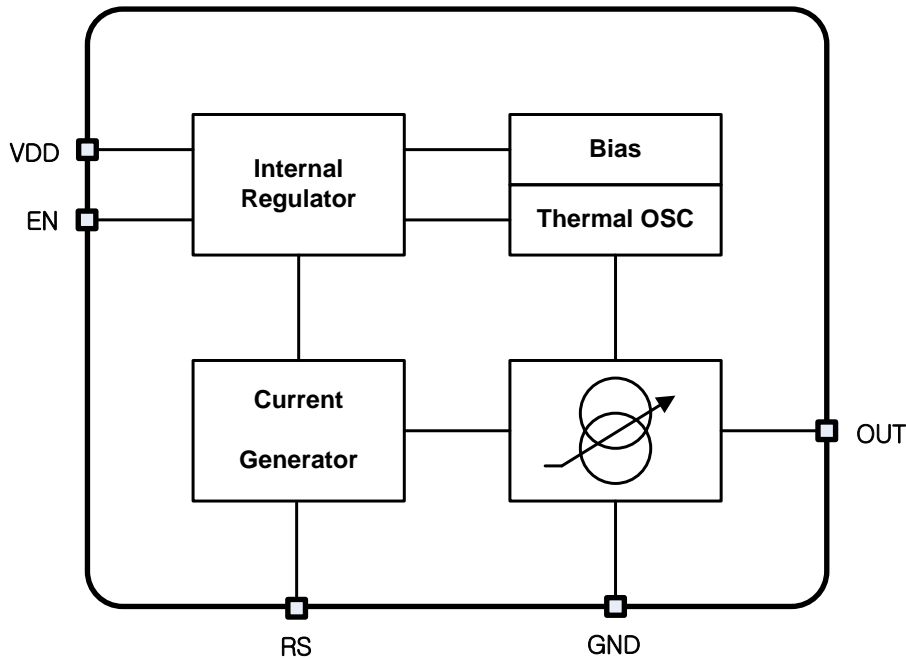 VDD
EN
Internal
Regulator
Bias
Thermal OSC
Current
Generator
OUT
RS
GND